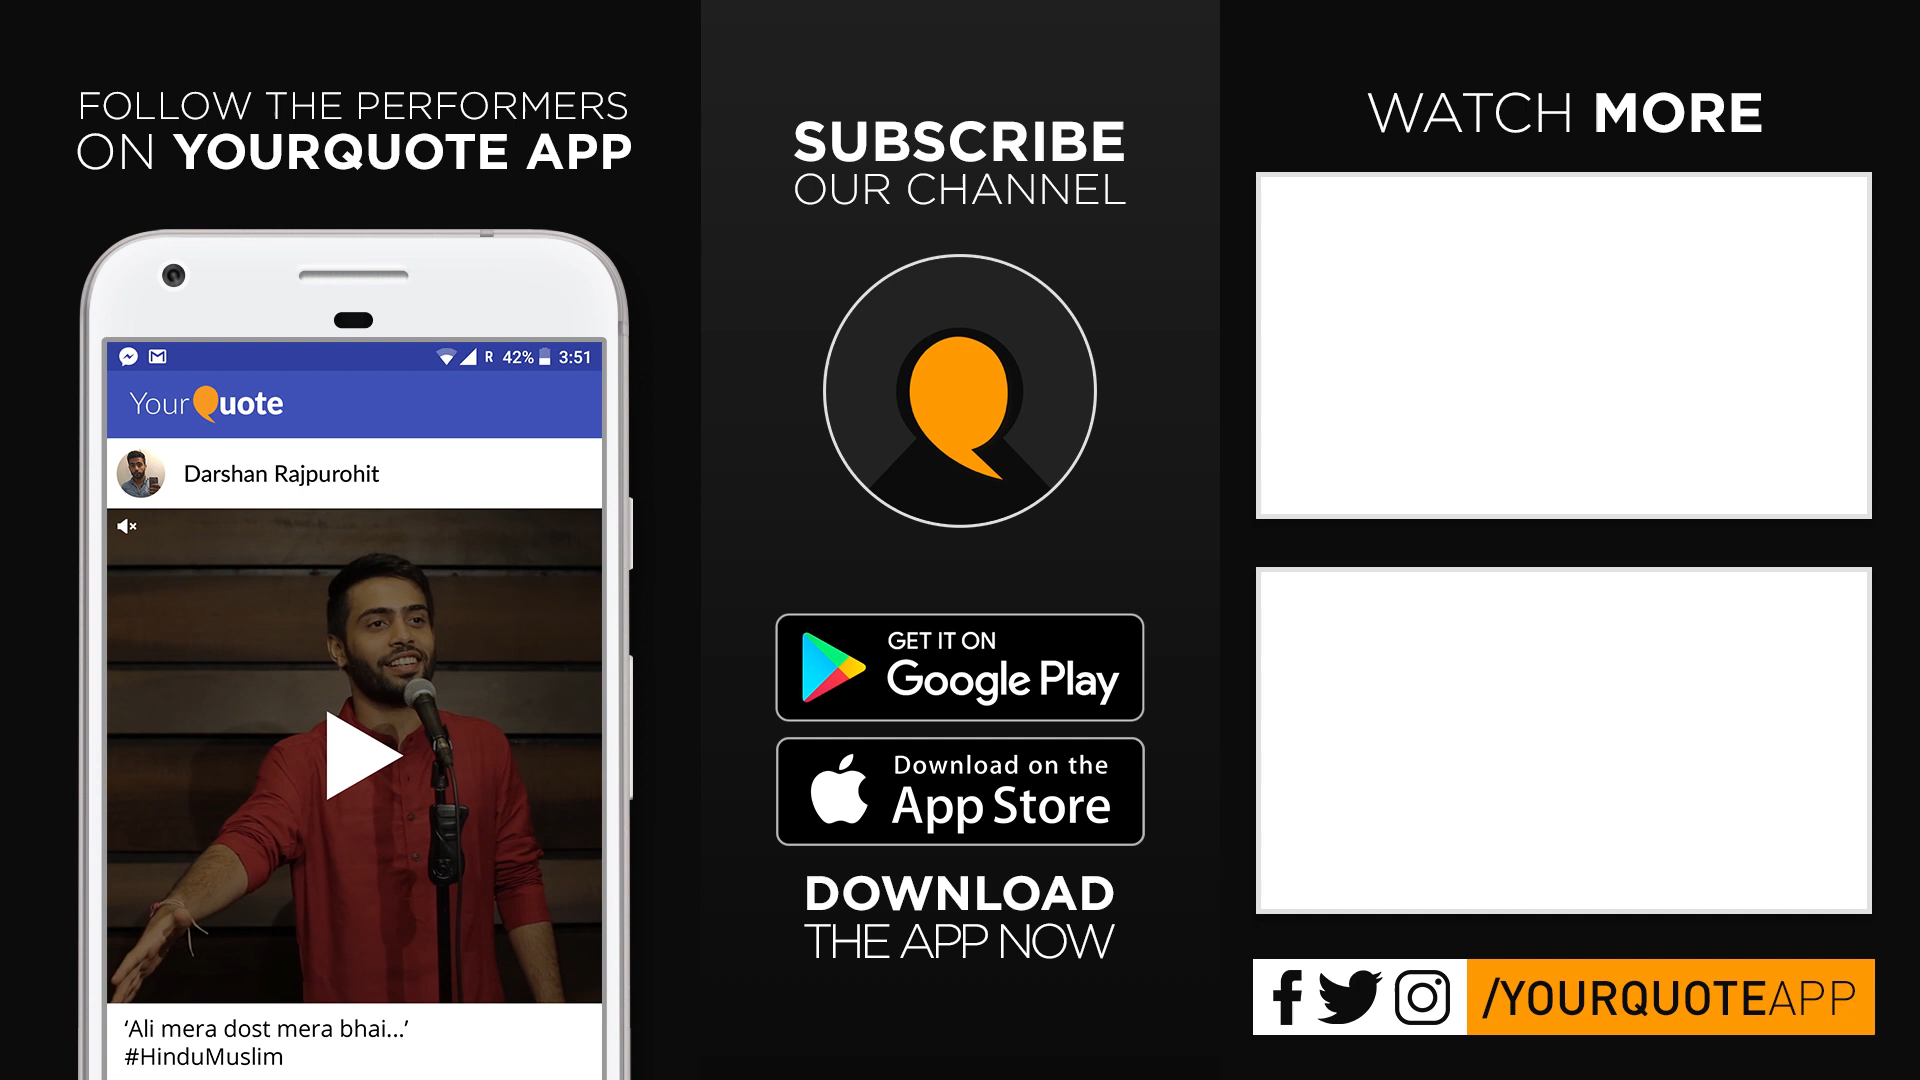 FOLLOW THE PERFORMERS
ON YOURQUOTE APP
R 42% 3:51
YourQuote
Darshan Rajpurohit
‘Ali mera dost mera bhai...’
#HinduMuslim
SUBSCRIBE
OUR CHANNEL
GET IT ON
Google Play
Download on the
App Store
DOWNLOAD
THE APP NOW
WATCH MORE
/YOURQUOTEAPP